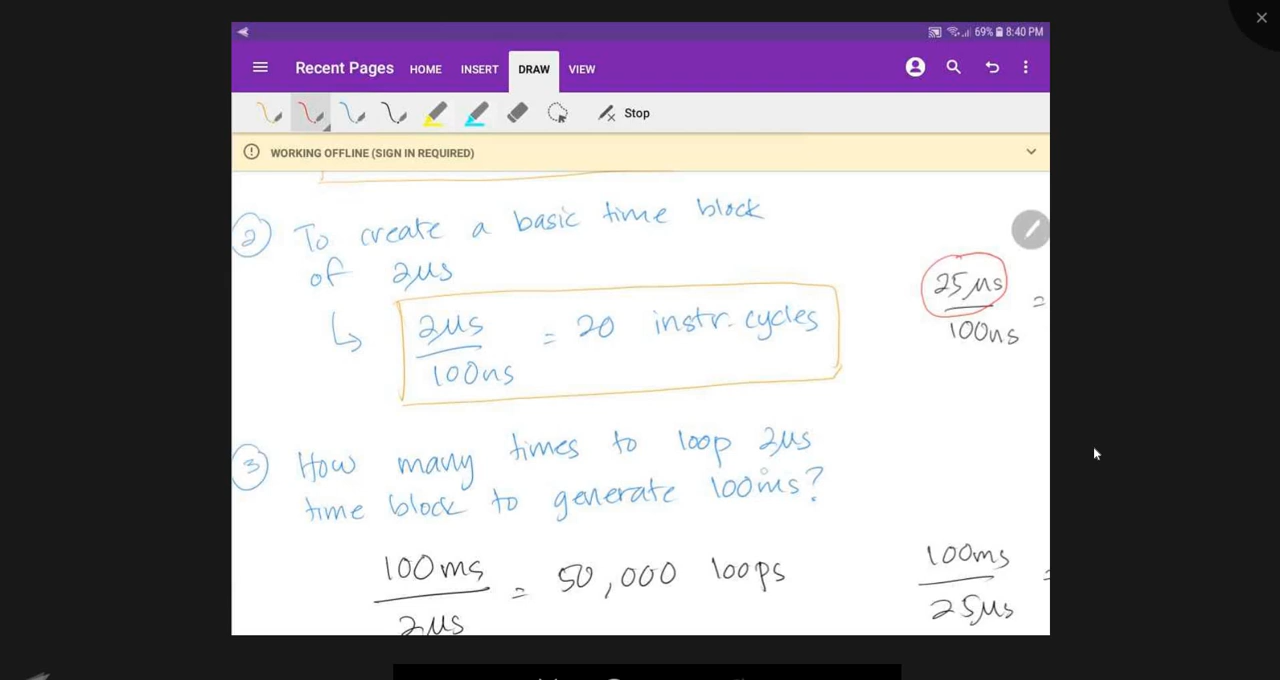 69% 8:40 PM
Recent Pages HOME INSERT DRAW VIEW
Stop
WORKING OFFLINE (SIGN IN REQUIRED)
2 To create a basic time block
of 2μs
2μs
100ns
= 20 instr. cycles
25μs
100ns
=
3 How many times to loop 2μs
time block to generate 100ms?
100ms
2μs
= 50,000 loops
100ms
25μs
=